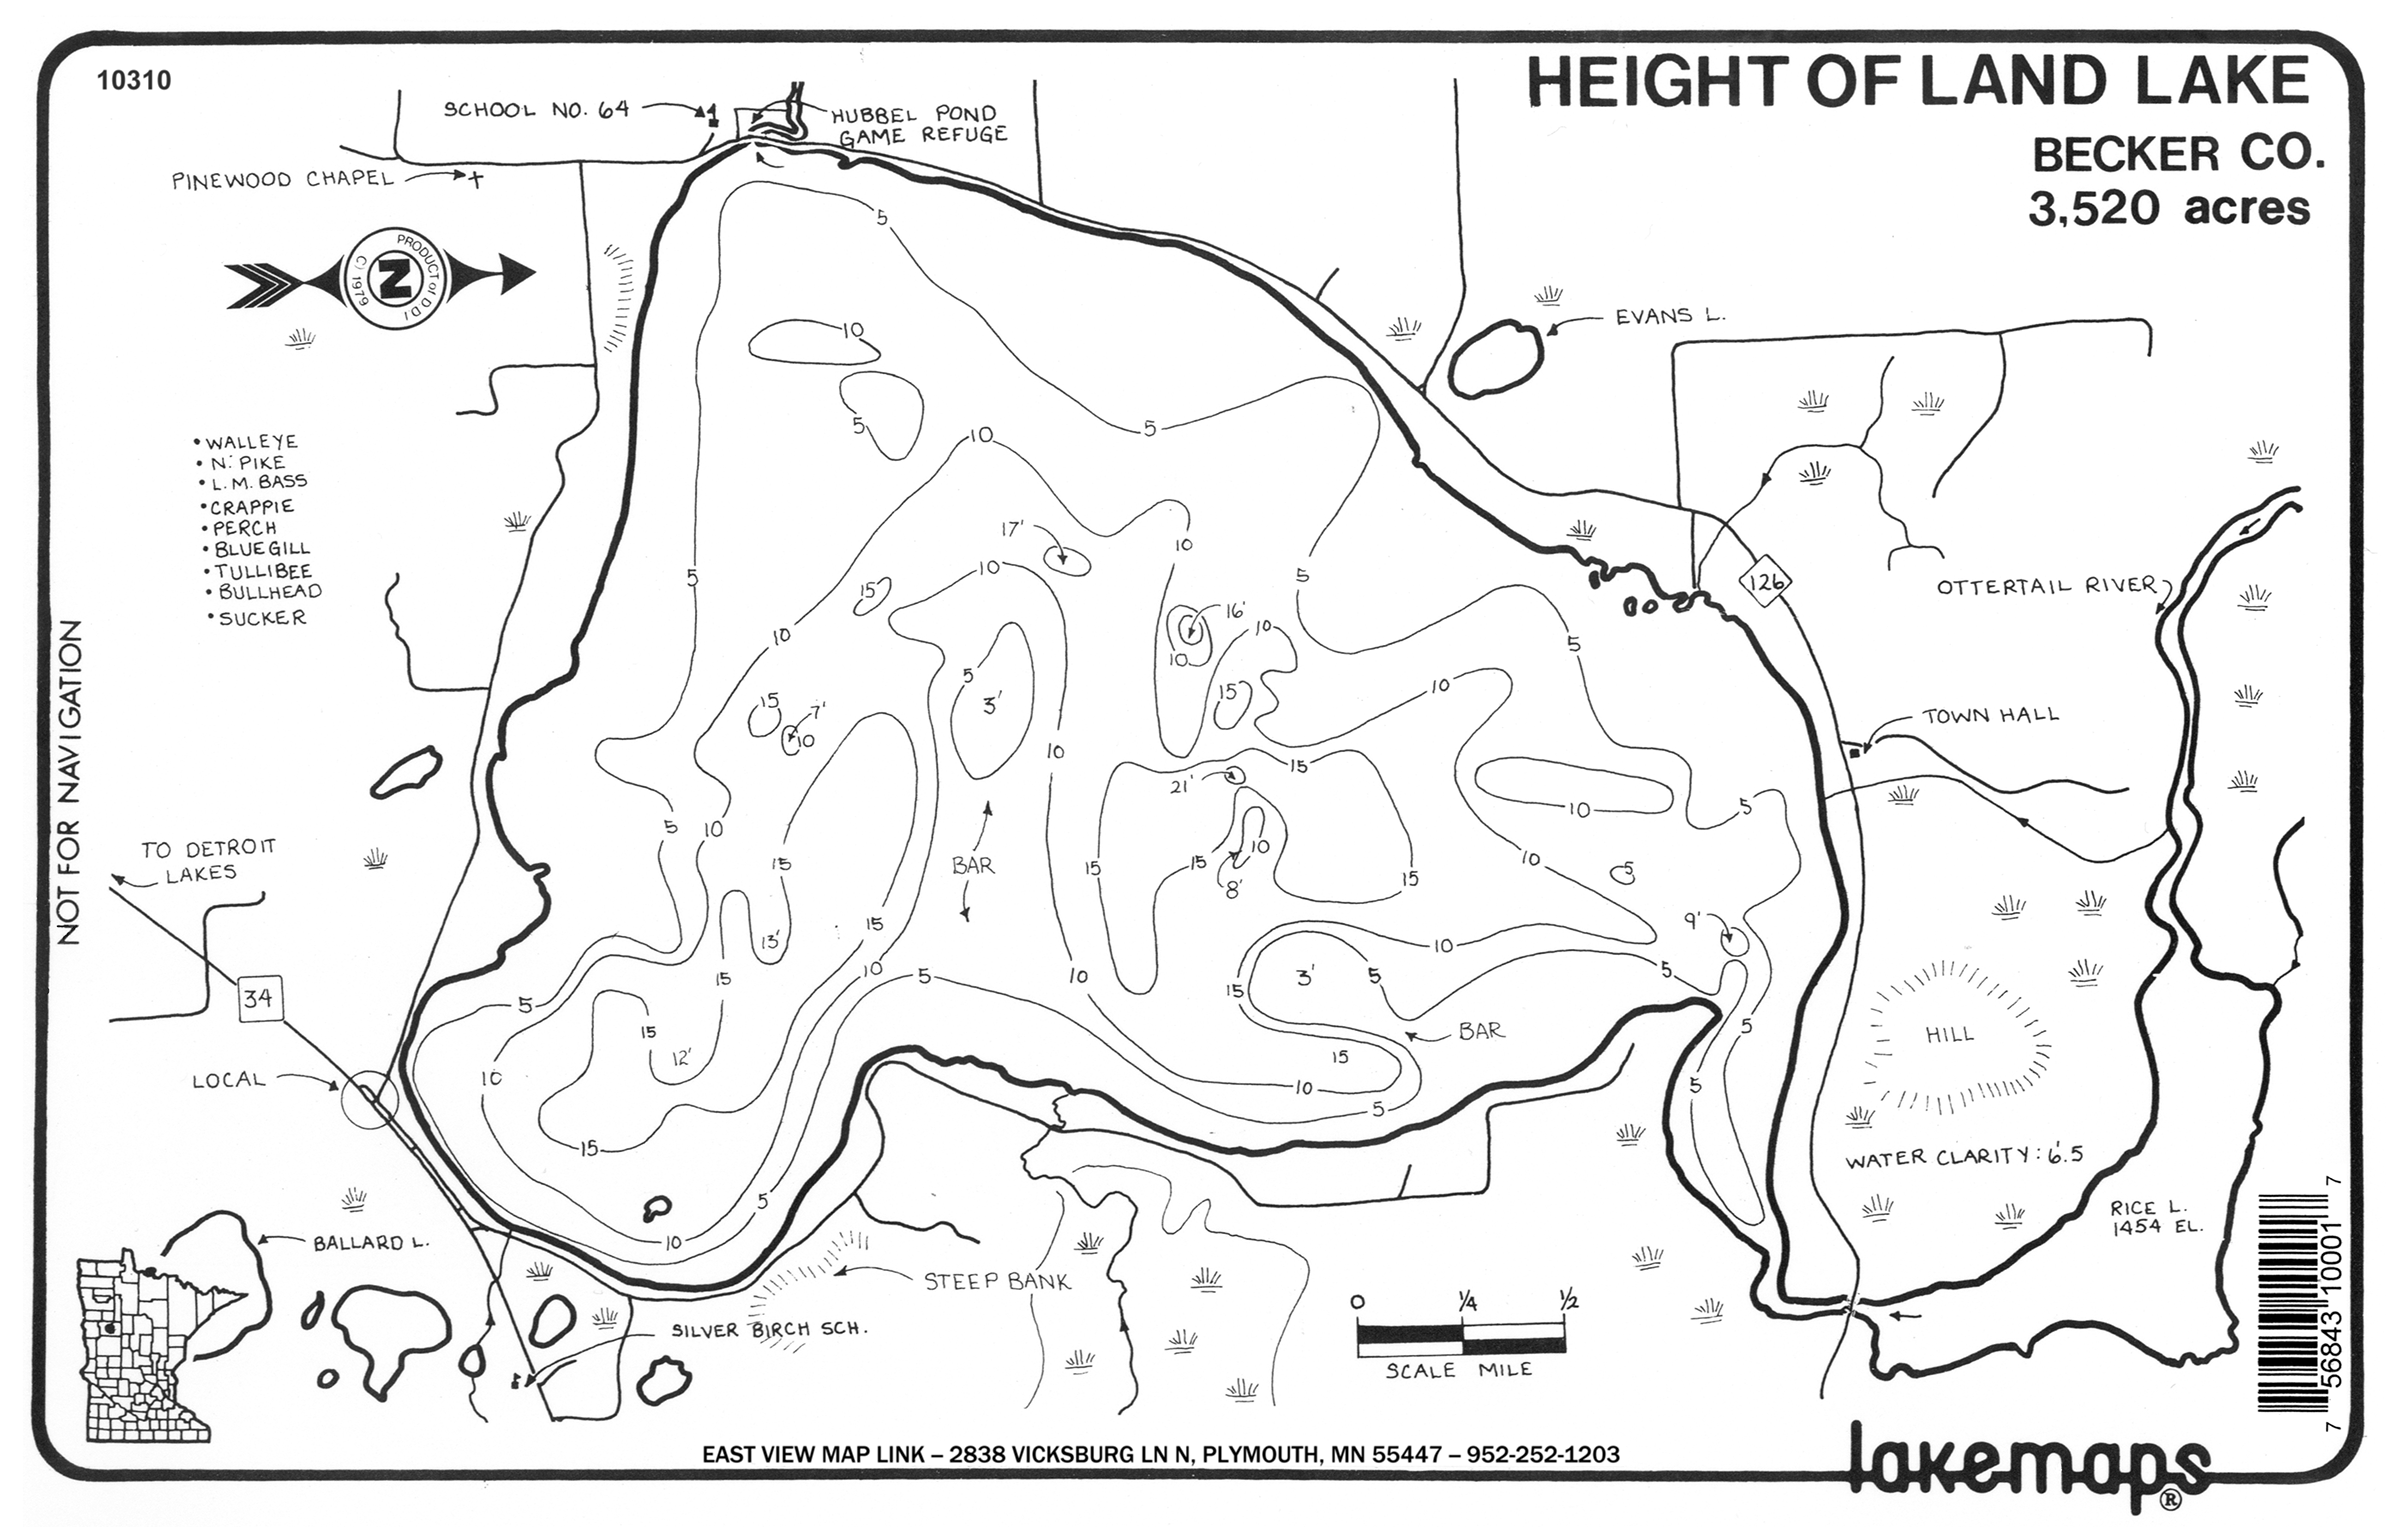 10310
HEIGHT OF LAND LAKE
BECKER CO.
3,520 acres
SCHOOL NO. 64
HUBBEL POND
GAME REFUGE
PINEWOOD CHAPEL
PRODUCT of DI
(C) 1979
N
EVANS L.
• WALLEYE
• N. PIKE
• L.M. BASS
• CRAPPIE
• PERCH
• BLUEGILL
• TULLIBEE
• BULLHEAD
• SUCKER
NOT FOR NAVIGATION
5
10
5
5
10
10
17'
10
15
5
5
10
16'
10
10
15
5
126
OTTERTAIL RIVER
TOWN HALL
5
3'
10
15
7'
10
10
5
10
15
15
21'
15
15
15
10
8'
15
10
10
5
5
9'
TO DETROIT
LAKES
BAR
15
13'
10
5
10
10
15
3'
5
5
5
5
BAR
15
10
5
34
LOCAL
5
10
15
15
12'
15
5
10
HILL
WATER CLARITY: 6.5
RICE L.
1454 EL.
BALLARD L.
STEEP BANK
SILVER BIRCH SCH.
0 1/4 1/2
SCALE MILE
7 56843 10001 7
EAST VIEW MAP LINK – 2838 VICKSBURG LN N, PLYMOUTH, MN 55447 – 952-252-1203
lakemaps®